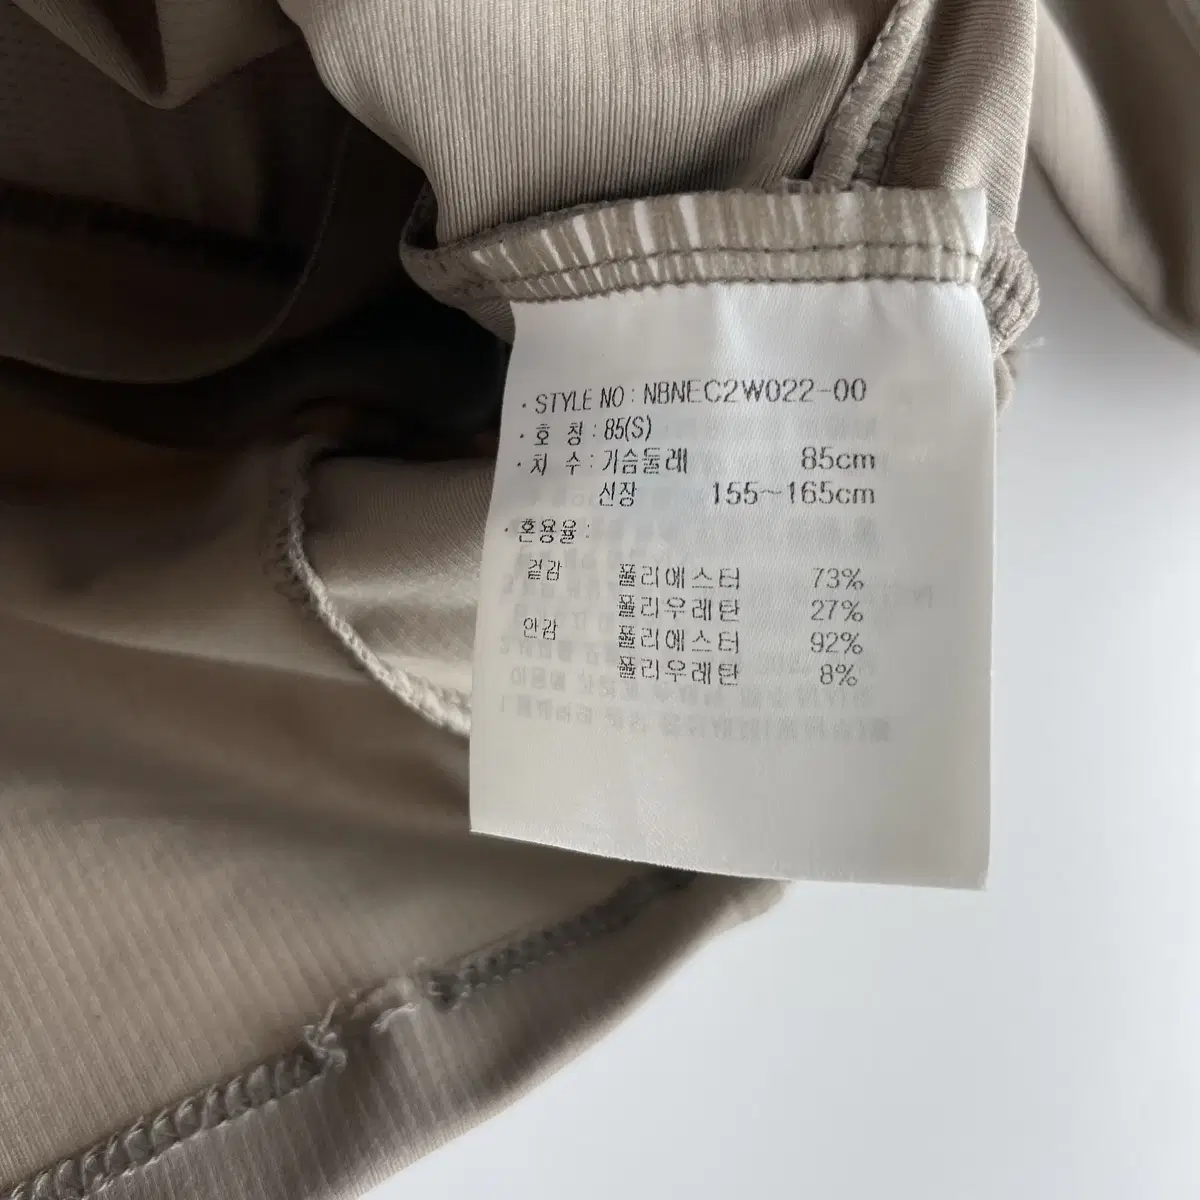 · STYLE NO : NBNEC2W022-00
· 호 칭 : 85(S)
· 치 수 : 가슴둘레 85cm
신장 155~165cm
· 혼용율 :
겉감 폴리에스터 73%
폴리우레탄 27%
안감 폴리에스터 92%
폴리우레탄 8%